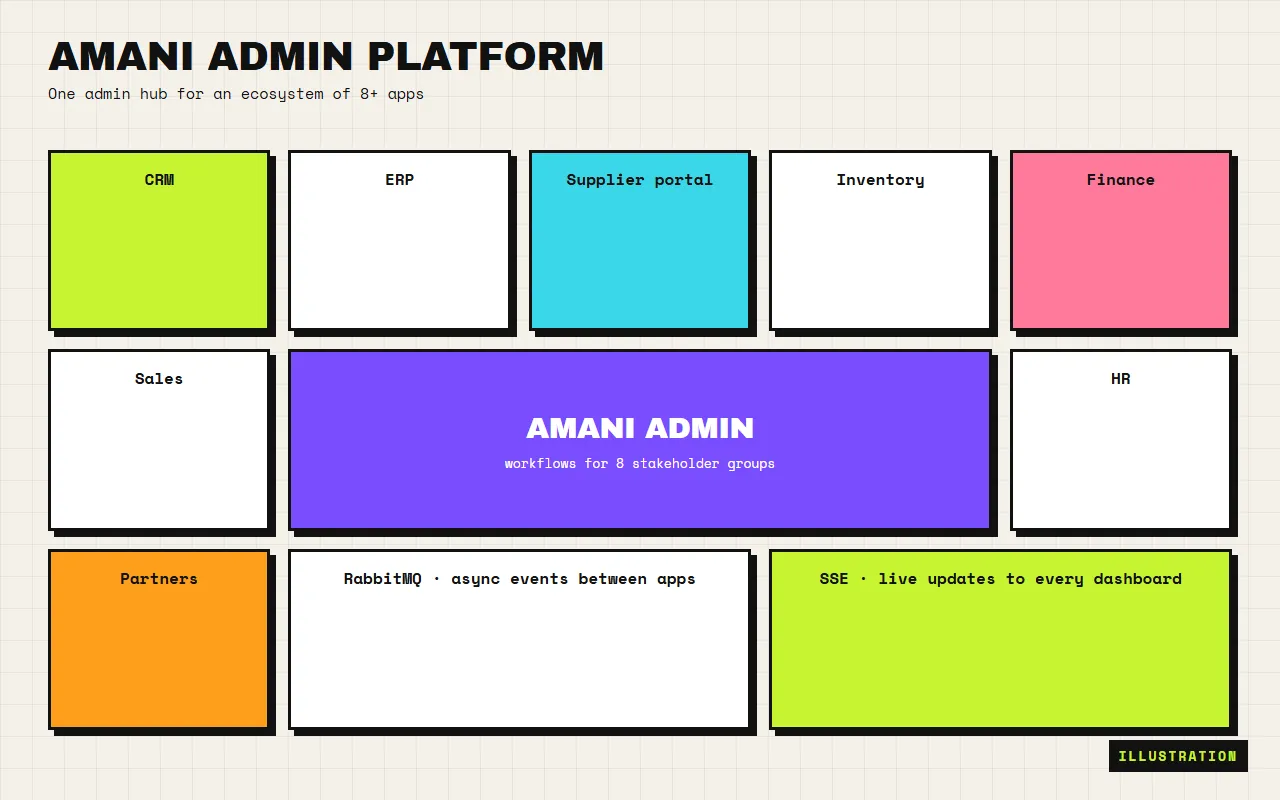 AMANI ADMIN PLATFORM
One admin hub for an ecosystem of 8+ apps
CRM
ERP
Supplier portal
Inventory
Finance
Sales
AMANI ADMIN
workflows for 8 stakeholder groups
HR
Partners
RabbitMQ · async events between apps
SSE · live updates to every dashboard
ILLUSTRATION